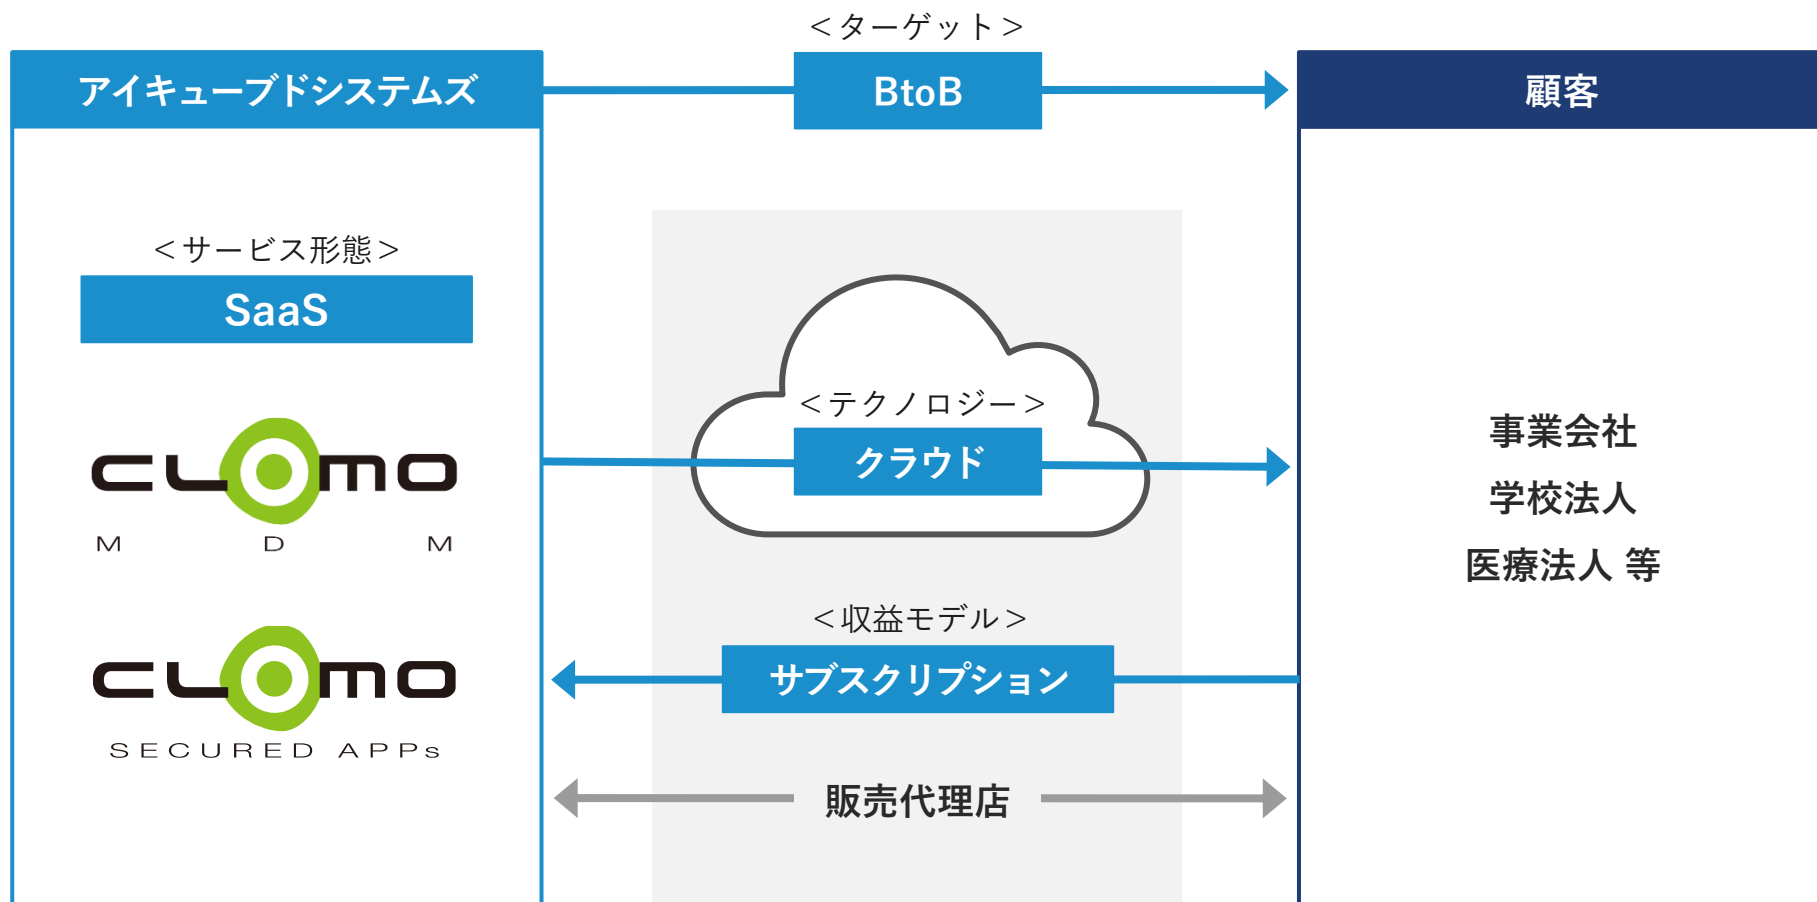 ＜ターゲット＞
アイキューブドシステムズ
BtoB
顧客
＜サービス形態＞
SaaS
CLOMO
M D M
CLOMO
SECURED APPs
＜テクノロジー＞
クラウド
＜収益モデル＞
サブスクリプション
販売代理店
事業会社
学校法人
医療法人 等